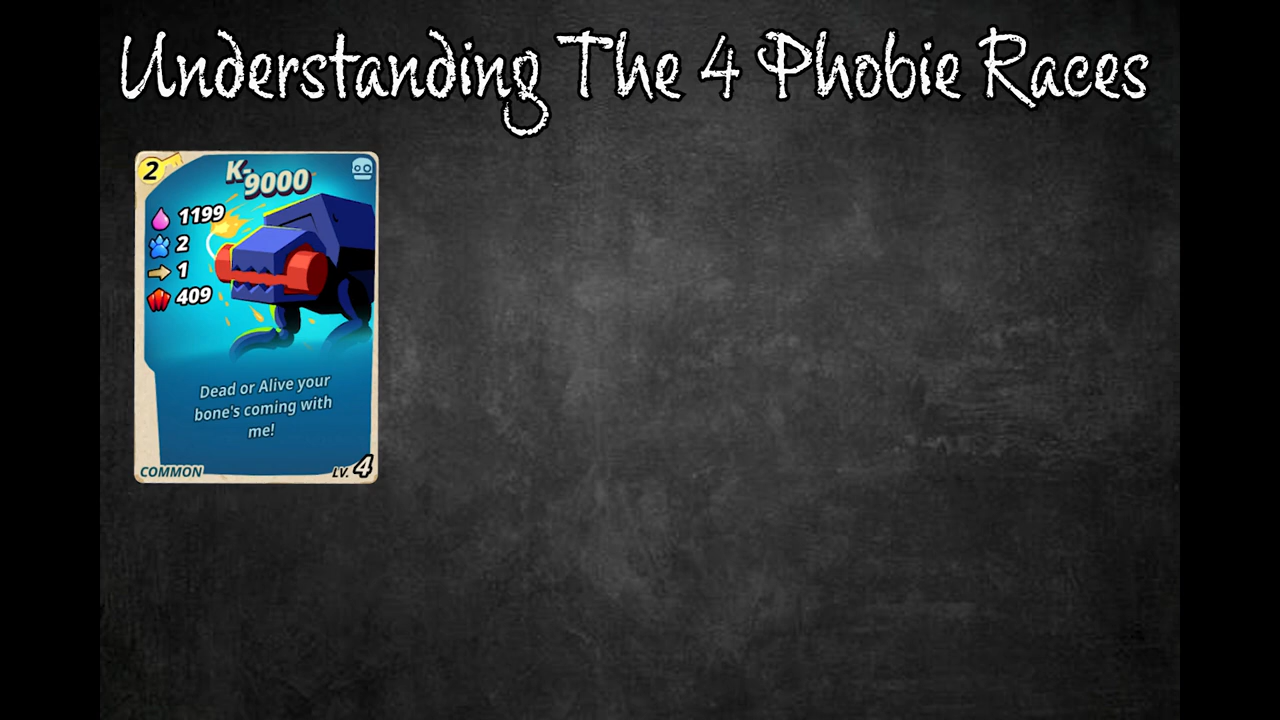 Understanding The 4 Phobie Races
2
K-
9000
1199
2
1
409
Dead or Alive your
bone's coming with
me!
COMMON
LV. 4